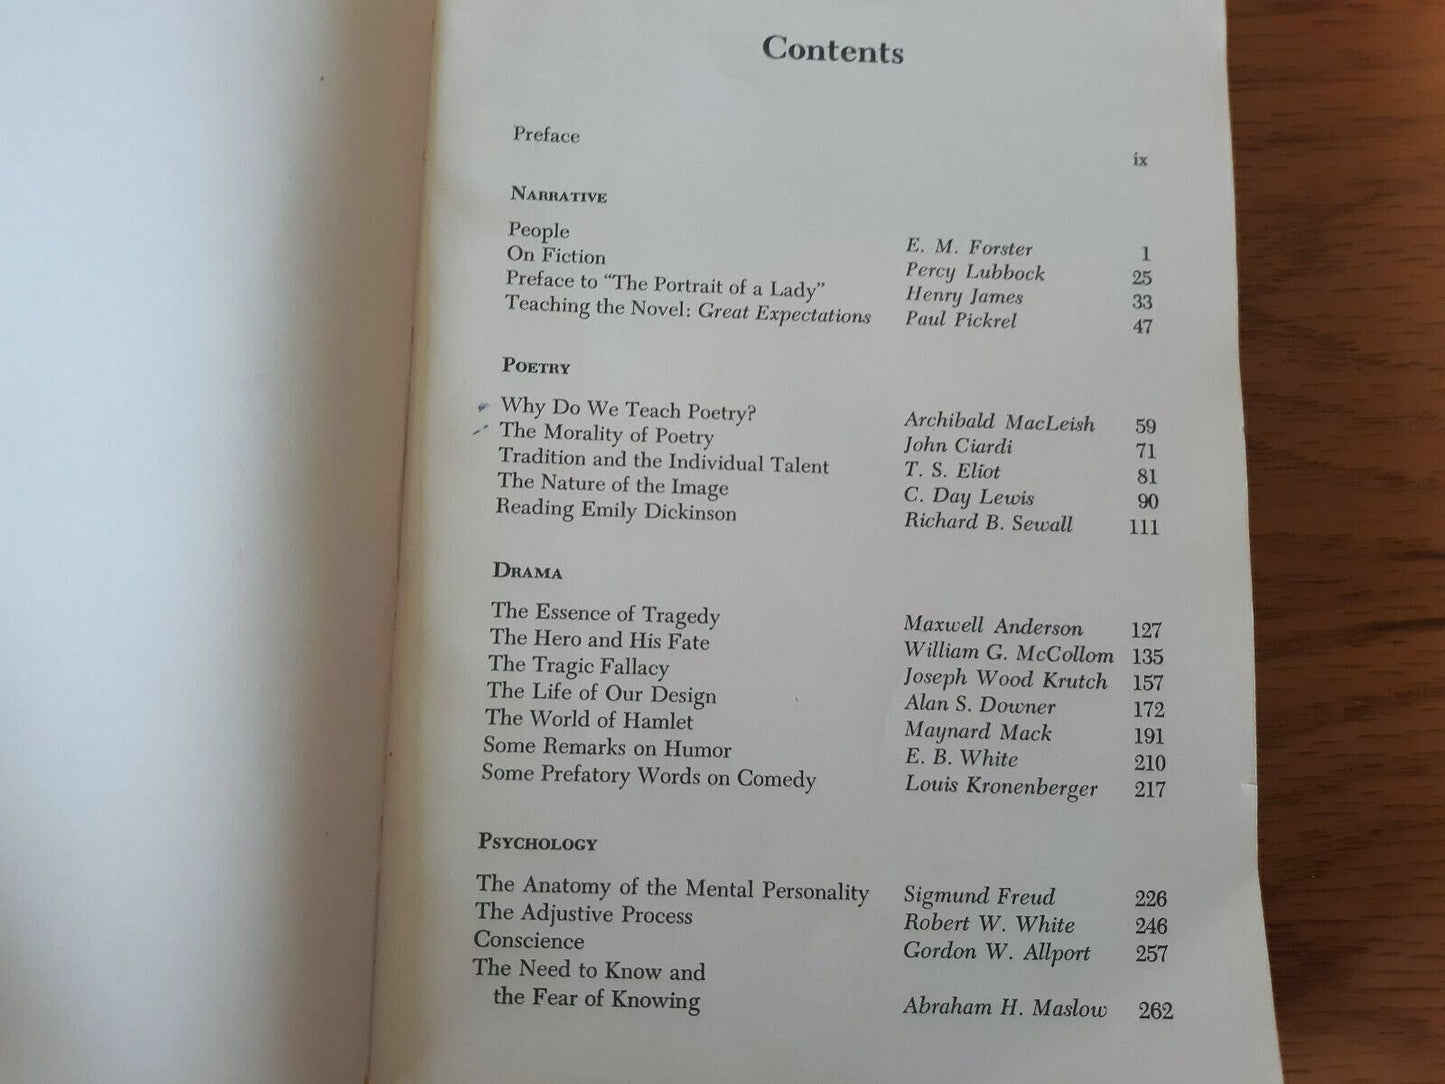 Contents
Preface ix
NARRATIVE
People E. M. Forster 1
On Fiction Percy Lubbock 25
Preface to “The Portrait of a Lady” Henry James 33
Teaching the Novel: Great Expectations Paul Pickrel 47
POETRY
Why Do We Teach Poetry? Archibald MacLeish 59
The Morality of Poetry John Ciardi 71
Tradition and the Individual Talent T. S. Eliot 81
The Nature of the Image C. Day Lewis 90
Reading Emily Dickinson Richard B. Sewall 111
DRAMA
The Essence of Tragedy Maxwell Anderson 127
The Hero and His Fate William G. McCollom 135
The Tragic Fallacy Joseph Wood Krutch 157
The Life of Our Design Alan S. Downer 172
The World of Hamlet Maynard Mack 191
Some Remarks on Humor E. B. White 210
Some Prefatory Words on Comedy Louis Kronenberger 217
PSYCHOLOGY
The Anatomy of the Mental Personality Sigmund Freud 226
The Adjustive Process Robert W. White 246
Conscience Gordon W. Allport 257
The Need to Know and
the Fear of Knowing Abraham H. Maslow 262